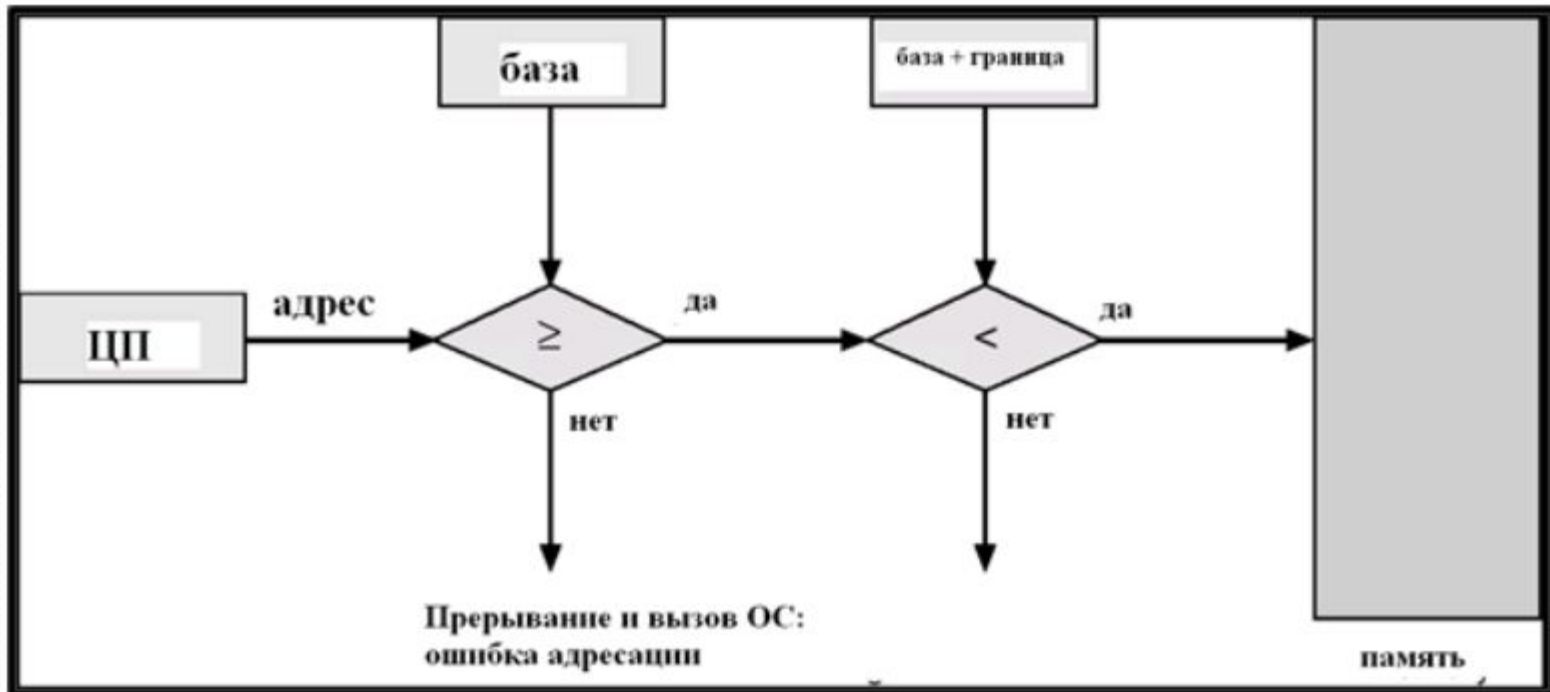 база
база + граница
адрес
ЦП
≥
да
<
да
нет
нет
Прерывание и вызов ОС:
ошибка адресации
память